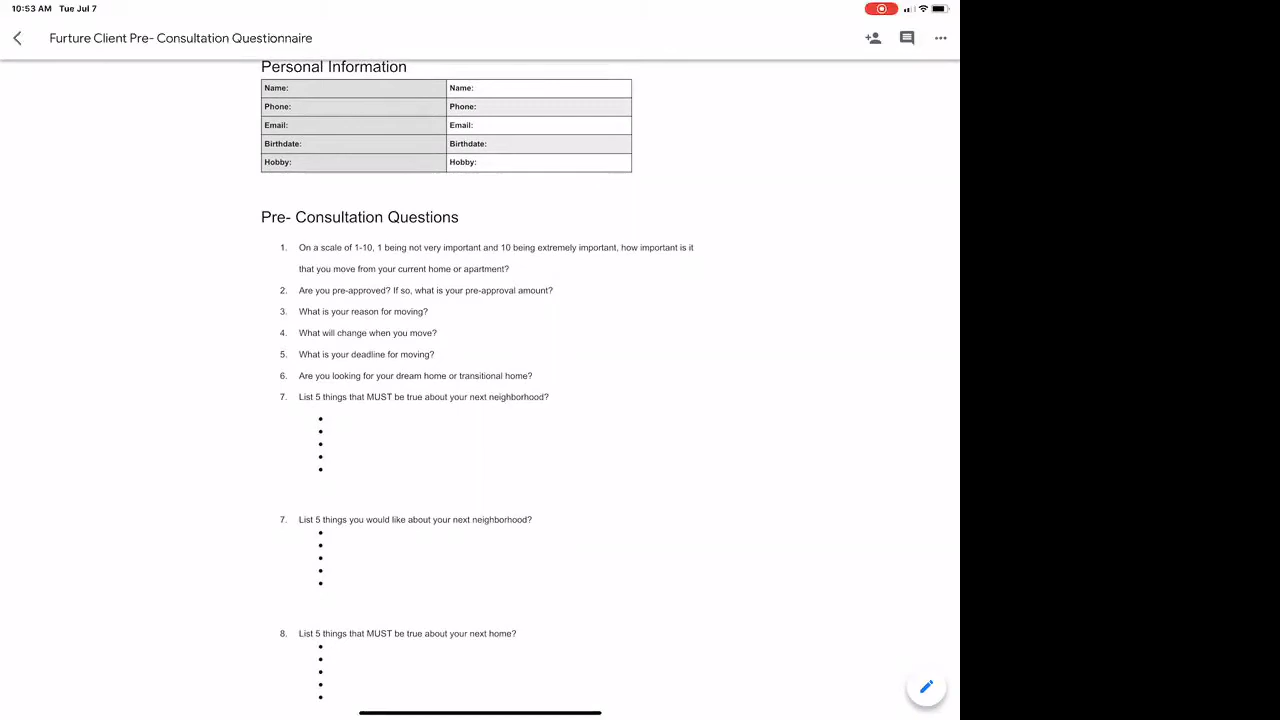 10:53 AM Tue Jul 7
Furture Client Pre- Consultation Questionnaire
Personal Information
Name: Name:
Phone: Phone:
Email: Email:
Birthdate: Birthdate:
Hobby: Hobby:
Pre- Consultation Questions
1. On a scale of 1-10, 1 being not very important and 10 being extremely important, how important is it
that you move from your current home or apartment?
2. Are you pre-approved? If so, what is your pre-approval amount?
3. What is your reason for moving?
4. What will change when you move?
5. What is your deadline for moving?
6. Are you looking for your dream home or transitional home?
7. List 5 things that MUST be true about your next neighborhood?
7. List 5 things you would like about your next neighborhood?
8. List 5 things that MUST be true about your next home?